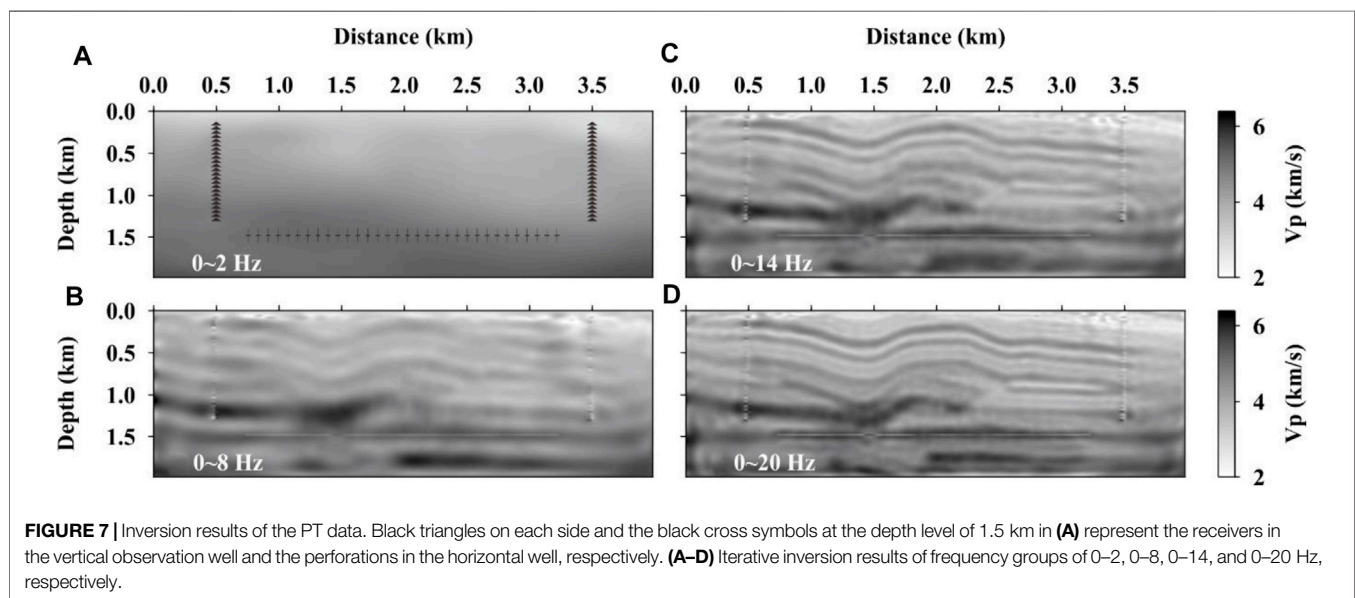 Distance (km)
Distance (km)
A
C
0.0 0.5 1.0 1.5 2.0 2.5 3.0 3.5
0.0 0.5 1.0 1.5 2.0 2.5 3.0 3.5
0.0
0.5
1.0
1.5
Depth (km)
0~2 Hz
0~14 Hz
6
4
2
Vp (km/s)
B
D
0.0
0.5
1.0
1.5
Depth (km)
0~8 Hz
0~20 Hz
6
4
2
Vp (km/s)
FIGURE 7 | Inversion results of the PT data. Black triangles on each side and the black cross symbols at the depth level of 1.5 km in (A) represent the receivers in
the vertical observation well and the perforations in the horizontal well, respectively. (A–D) Iterative inversion results of frequency groups of 0–2, 0–8, 0–14, and 0–20 Hz,
respectively.